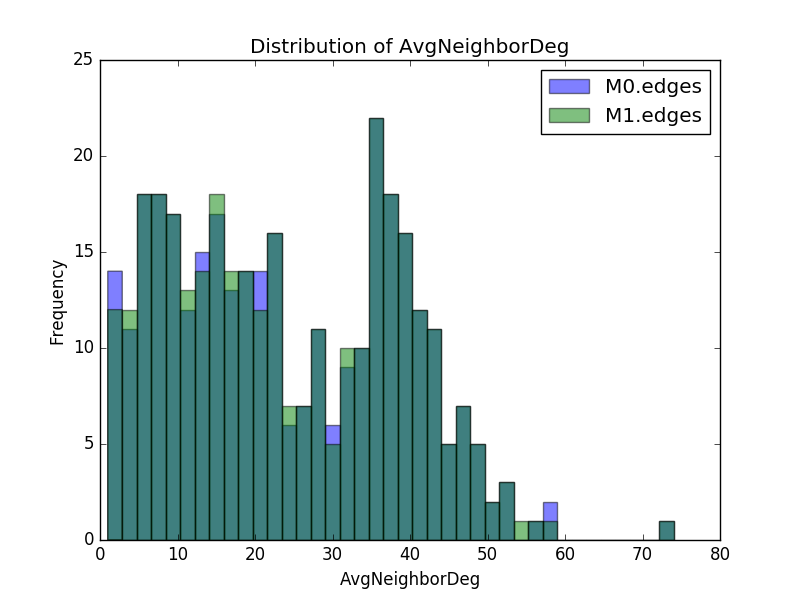 Distribution of AvgNeighborDeg
M0.edges
M1.edges
25
20
15
10
5
0
Frequency
0 10 20 30 40 50 60 70 80
AvgNeighborDeg